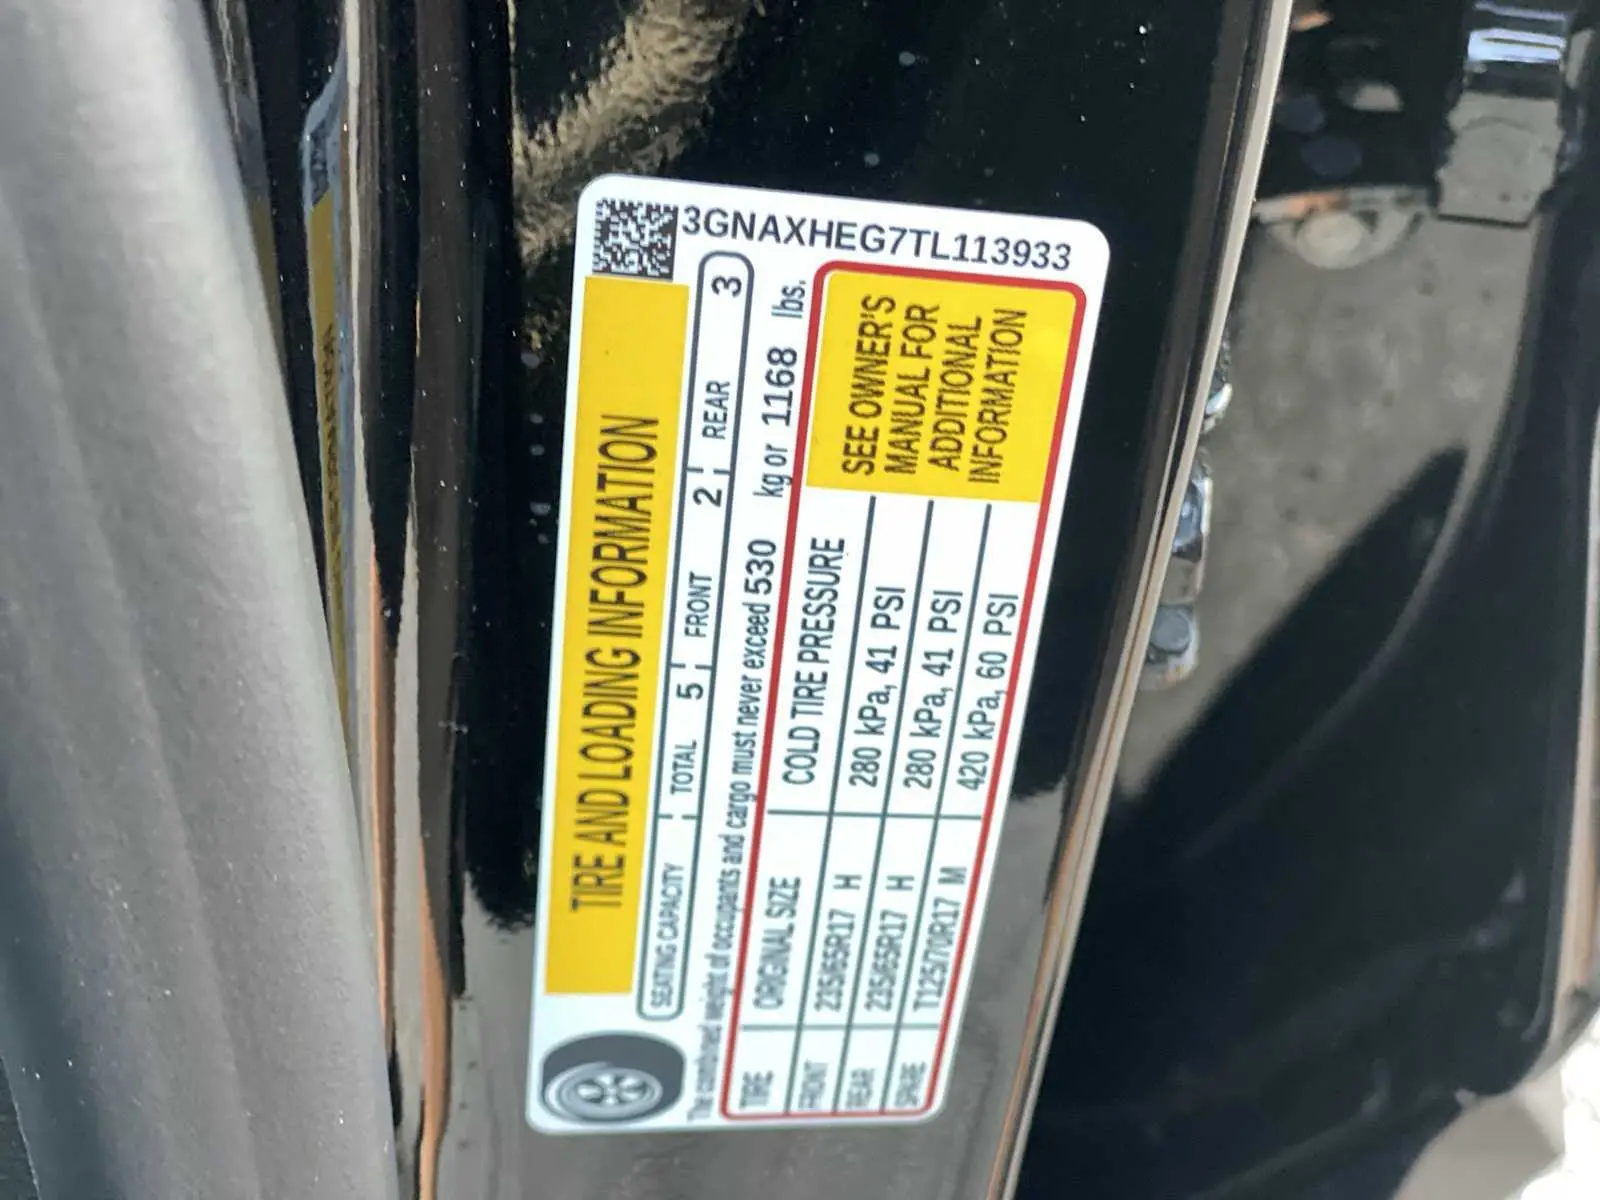 3GNAXHEG7TL113933
TIRE AND LOADING INFORMATION
SEATING CAPACITY TOTAL 5 FRONT 2 REAR 3
The combined weight of occupants and cargo must never exceed 530 kg or 1168 lbs.
TIRE ORIGINAL SIZE COLD TIRE PRESSURE
FRONT 235/65R17 H 280 kPa, 41 PSI
REAR 235/65R17 H 280 kPa, 41 PSI
SPARE T125/70R17 M 420 kPa, 60 PSI
SEE OWNER'S
MANUAL FOR
ADDITIONAL
INFORMATION